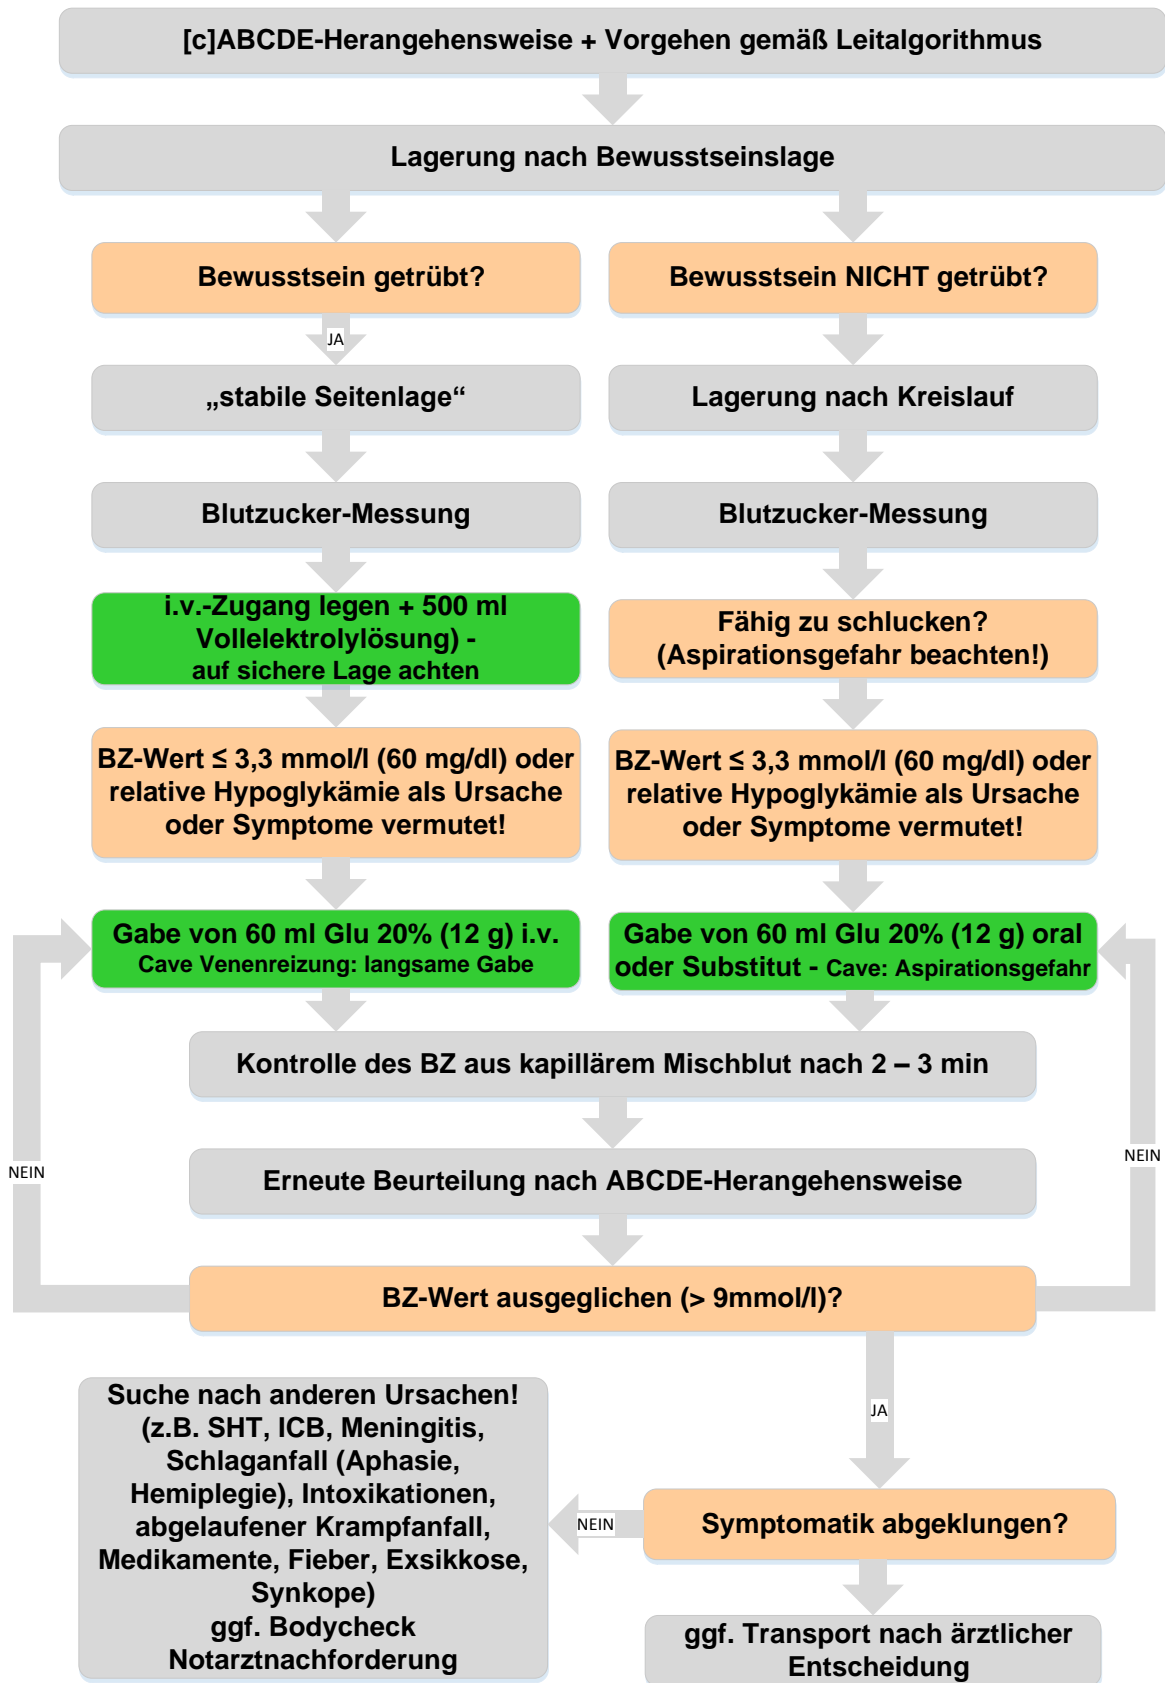 [c]ABCDE-Herangehensweise + Vorgehen gemäß Leitalgorithmus
Lagerung nach Bewusstseinslage
Bewusstsein getrübt?
Bewusstsein NICHT getrübt?
JA
„stabile Seitenlage“
Lagerung nach Kreislauf
Blutzucker-Messung
Blutzucker-Messung
i.v.-Zugang legen + 500 ml
Vollelektrolylösung) -
auf sichere Lage achten
Fähig zu schlucken?
(Aspirationsgefahr beachten!)
BZ-Wert ≤ 3,3 mmol/l (60 mg/dl) oder
relative Hypoglykämie als Ursache
oder Symptome vermutet!
BZ-Wert ≤ 3,3 mmol/l (60 mg/dl) oder
relative Hypoglykämie als Ursache
oder Symptome vermutet!
Gabe von 60 ml Glu 20% (12 g) i.v.
Cave Venenreizung: langsame Gabe
Gabe von 60 ml Glu 20% (12 g) oral
oder Substitut - Cave: Aspirationsgefahr
Kontrolle des BZ aus kapillärem Mischblut nach 2 – 3 min
NEIN
NEIN
Erneute Beurteilung nach ABCDE-Herangehensweise
BZ-Wert ausgeglichen (> 9mmol/l)?
JA
Suche nach anderen Ursachen!
(z.B. SHT, ICB, Meningitis,
Schlaganfall (Aphasie,
Hemiplegie), Intoxikationen,
abgelaufener Krampfanfall,
Medikamente, Fieber, Exsikkose,
Synkope)
ggf. Bodycheck
Notarztnachforderung
NEIN
Symptomatik abgeklungen?
ggf. Transport nach ärztlicher
Entscheidung